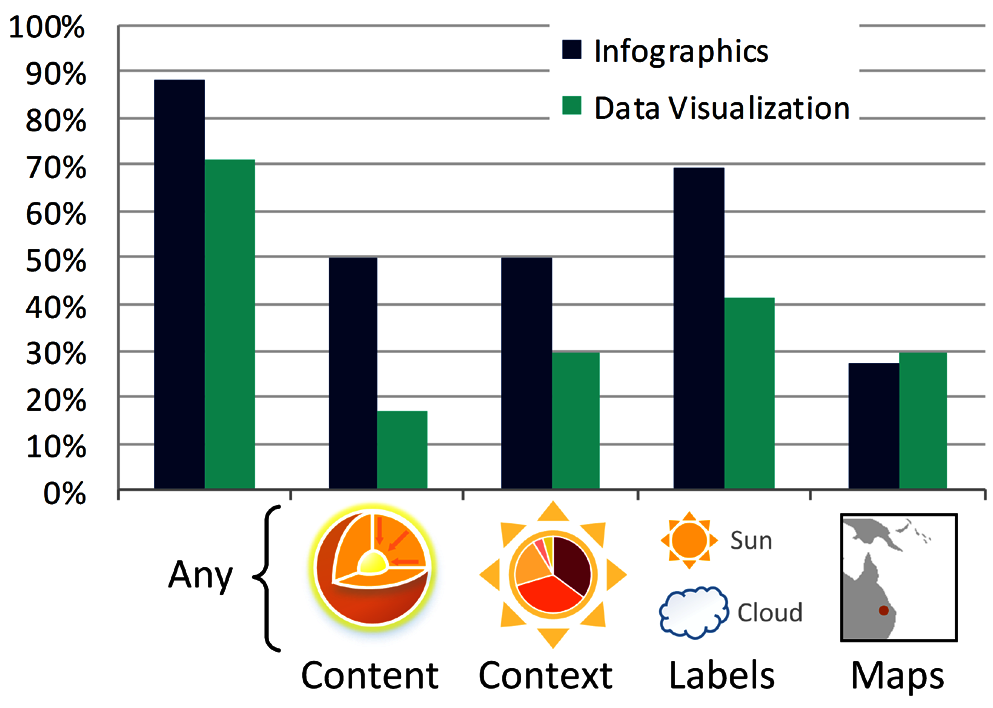 100%
90%
80%
70%
60%
50%
40%
30%
20%
10%
0%
Infographics
Data Visualization
Any
Sun
Cloud
Content
Context
Labels
Maps